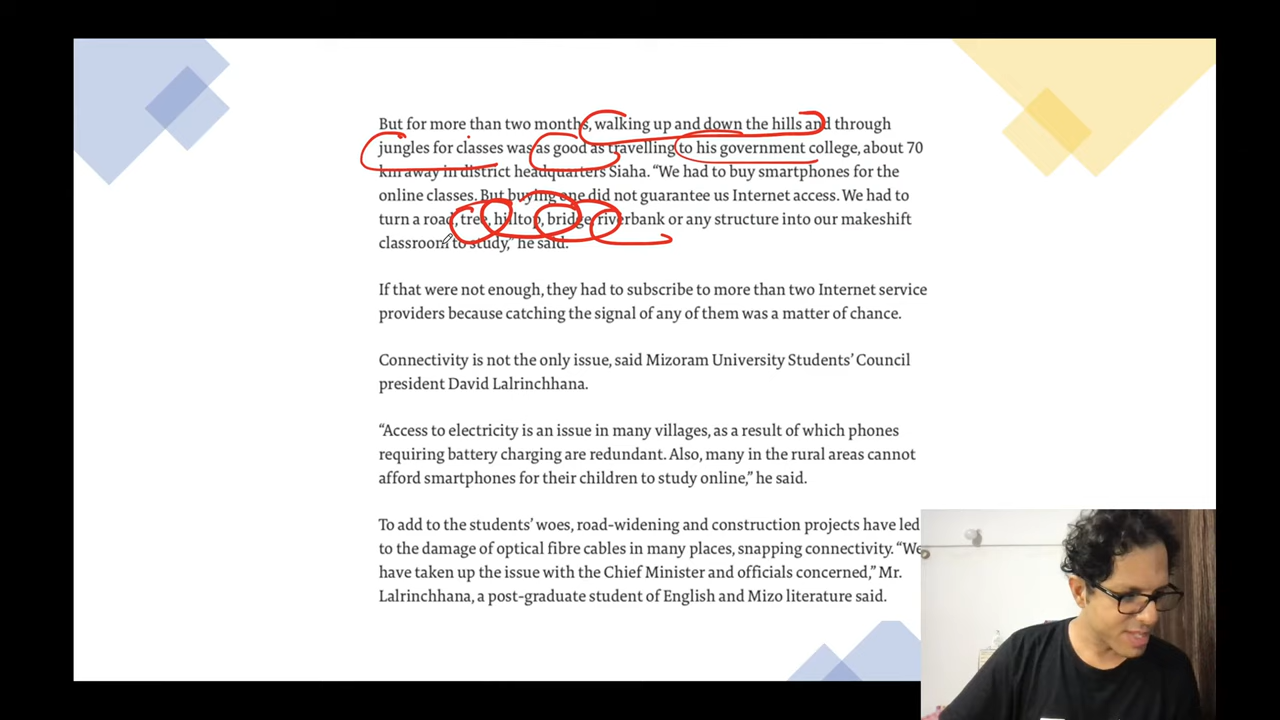 But for more than two months, walking up and down the hills and through
jungles for classes was as good as travelling to his government college, about 70
km away in district headquarters Siaha. “We had to buy smartphones for the
online classes. But buying one did not guarantee us Internet access. We had to
turn a road, tree, hilltop, bridge, riverbank or any structure into our makeshift
classroom to study,” he said.
If that were not enough, they had to subscribe to more than two Internet service
providers because catching the signal of any of them was a matter of chance.
Connectivity is not the only issue, said Mizoram University Students’ Council
president David Lalrinchhana.
“Access to electricity is an issue in many villages, as a result of which phones
requiring battery charging are redundant. Also, many in the rural areas cannot
afford smartphones for their children to study online,” he said.
To add to the students’ woes, road-widening and construction projects have led
to the damage of optical fibre cables in many places, snapping connectivity. “We
have taken up the issue with the Chief Minister and officials concerned,” Mr.
Lalrinchhana, a post-graduate student of English and Mizo literature said.